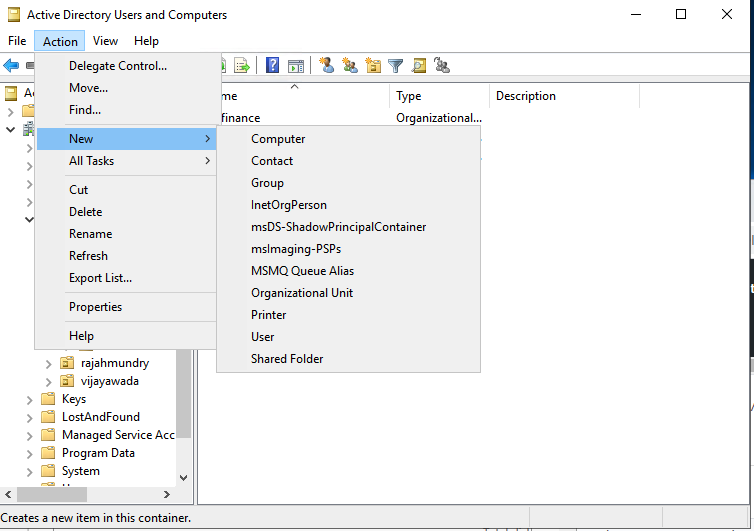 Active Directory Users and Computers
File Action View Help
Delegate Control...
Move...
Find...
New
All Tasks
Cut
Delete
Rename
Refresh
Export List...
Properties
Help
Type Description
finance Organizational...
Computer
Contact
Group
InetOrgPerson
msDS-ShadowPrincipalContainer
msImaging-PSPs
MSMQ Queue Alias
Organizational Unit
Printer
User
Shared Folder
rajahmundry
vijayawada
Keys
LostAndFound
Managed Service Acc
Program Data
System
Creates a new item in this container.